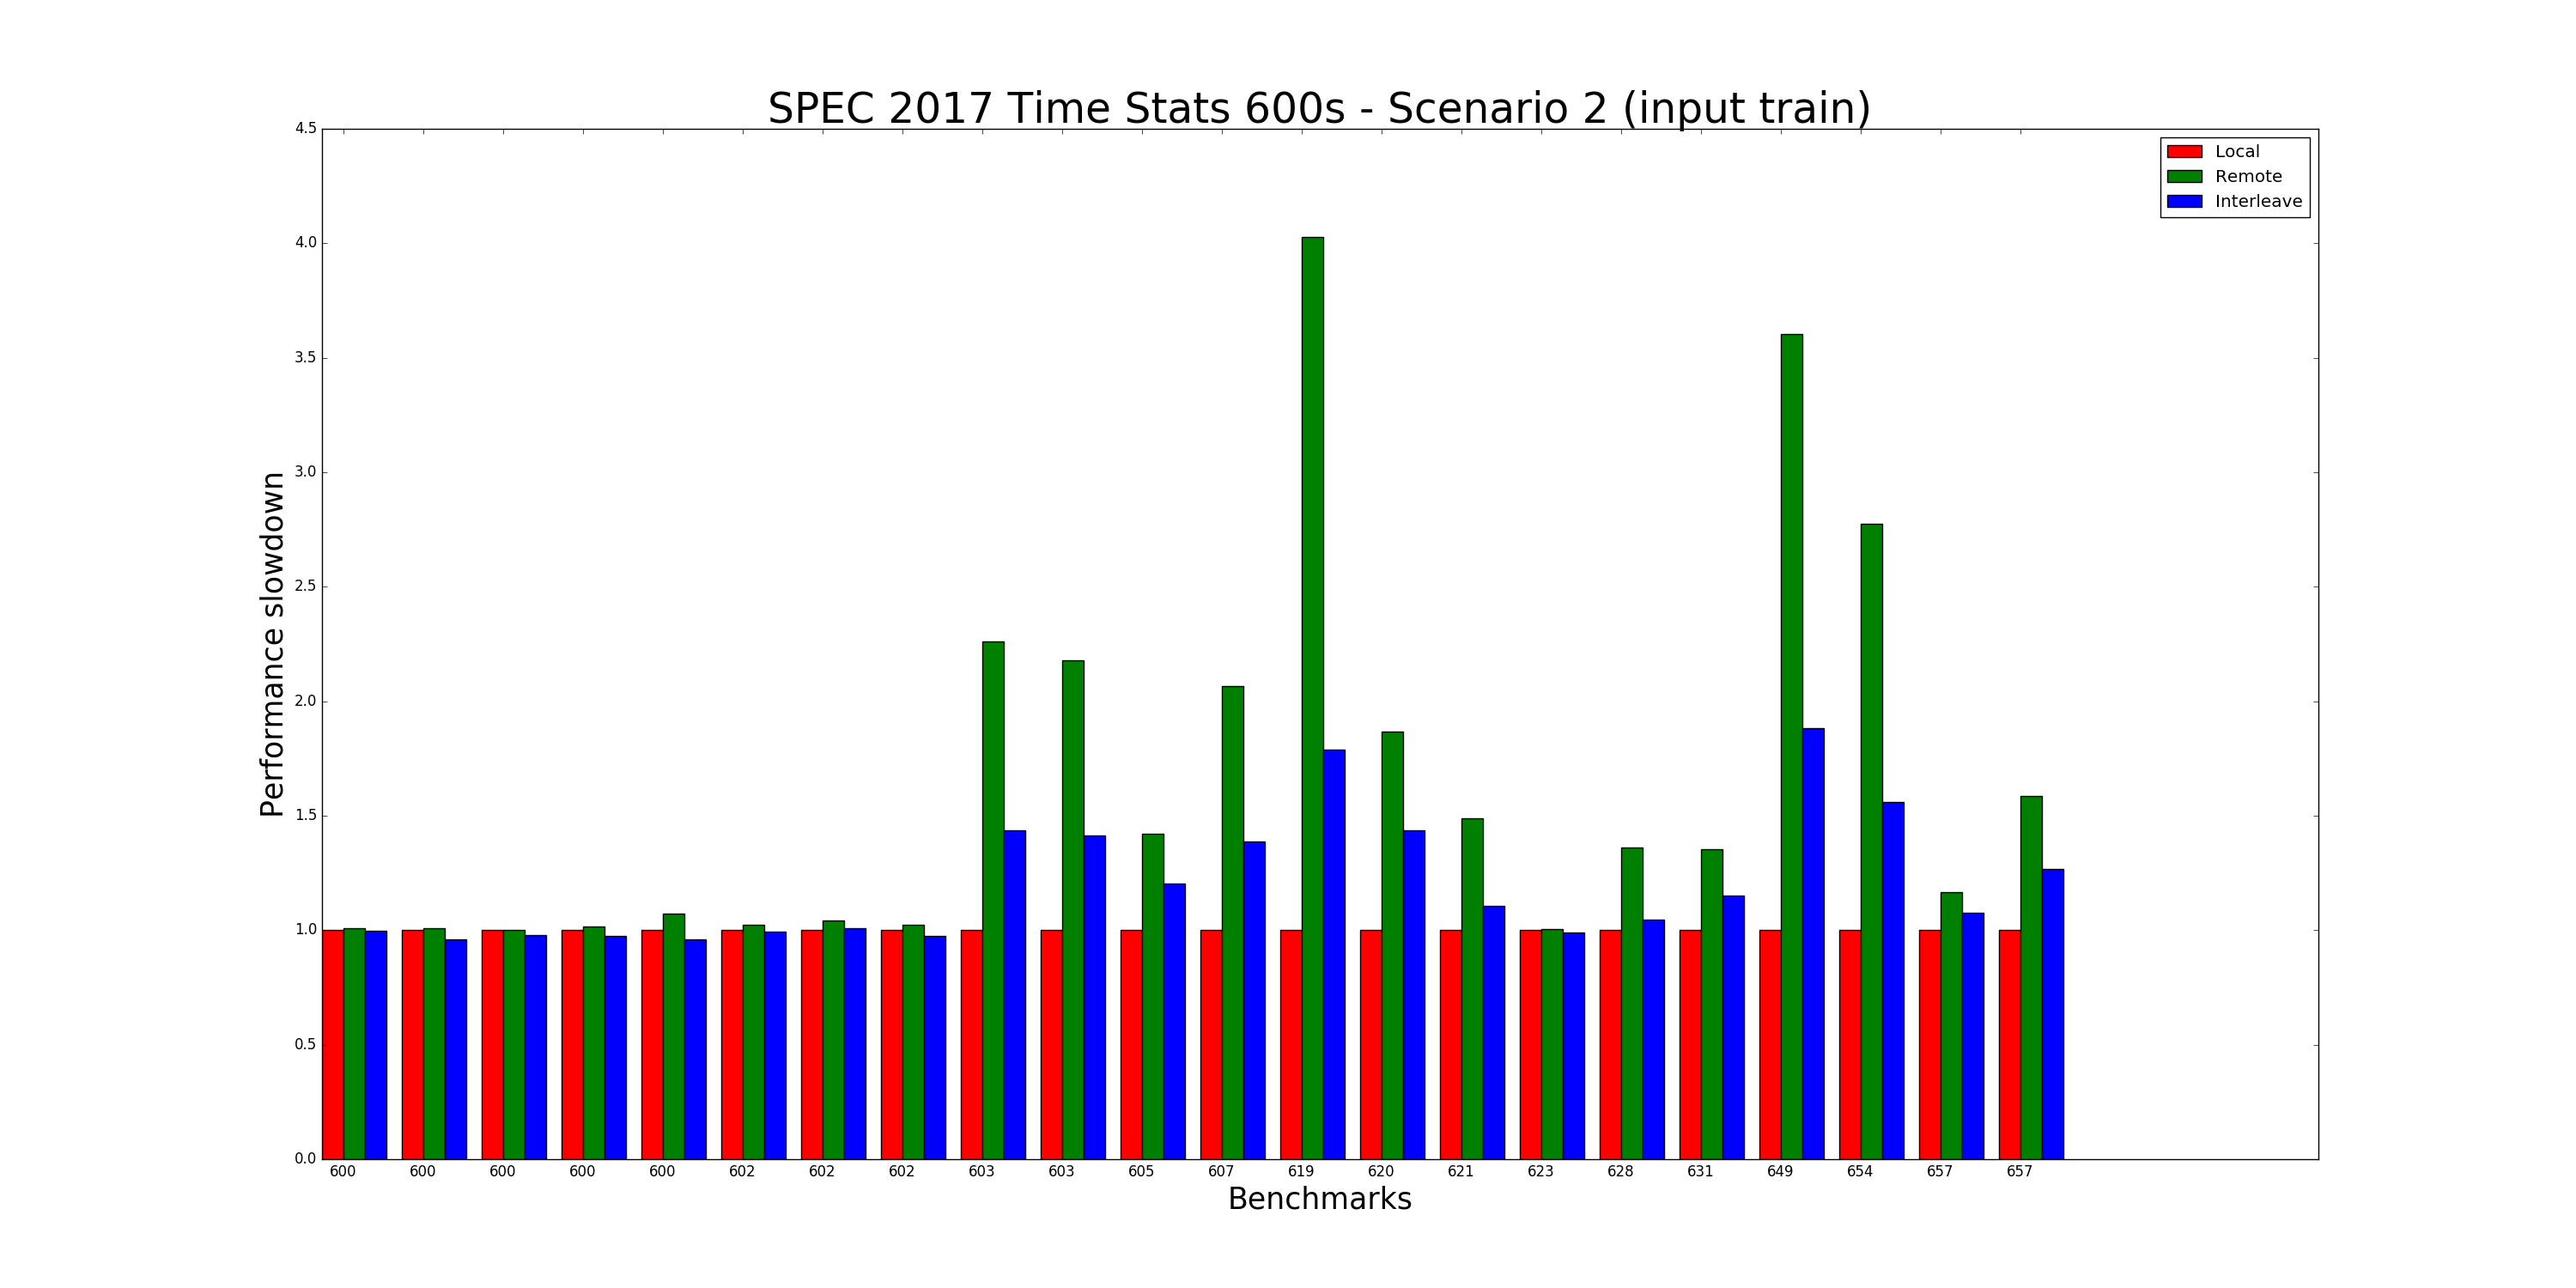 SPEC 2017 Time Stats 600s - Scenario 2 (input train)
Local
Remote
Interleave
Performance slowdown
4.5
4.0
3.5
3.0
2.5
2.0
1.5
1.0
0.5
0.0
600 600 600 600 600 602 602 602 603 603 605 607 619 620 621 623 628 631 649 654 657 657
Benchmarks